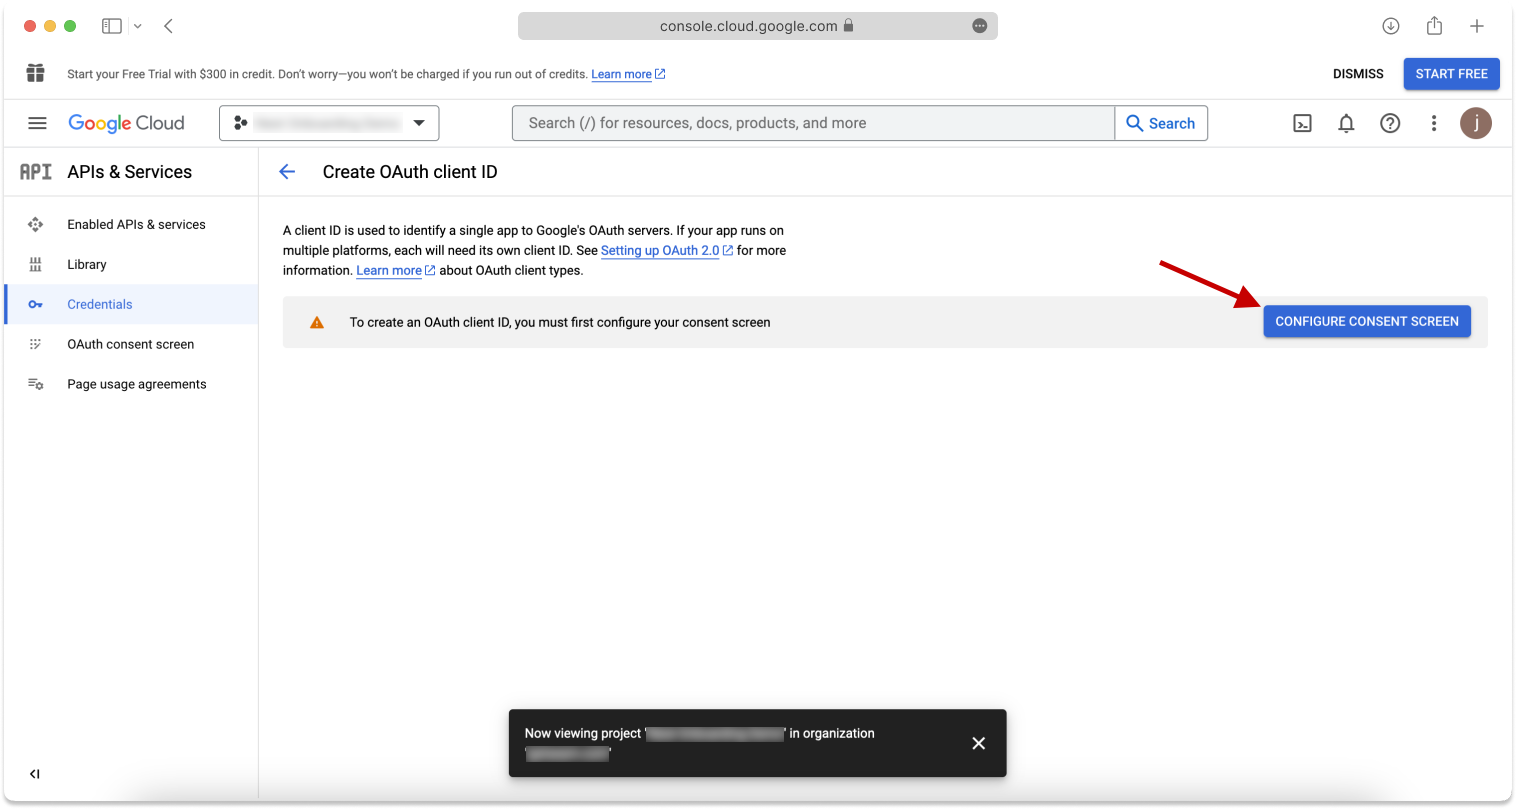 console.cloud.google.com
Start your Free Trial with $300 in credit. Don’t worry—you won’t be charged if you run out of credits. Learn more
DISMISS
START FREE
Google Cloud
Search (/) for resources, docs, products, and more
Search
j
API
APIs & Services
Create OAuth client ID
Enabled APIs & services
Library
Credentials
OAuth consent screen
Page usage agreements
A client ID is used to identify a single app to Google's OAuth servers. If your app runs on
multiple platforms, each will need its own client ID. See Setting up OAuth 2.0 for more
information. Learn more about OAuth client types.
To create an OAuth client ID, you must first configure your consent screen
CONFIGURE CONSENT SCREEN
Now viewing project '' in organization
''